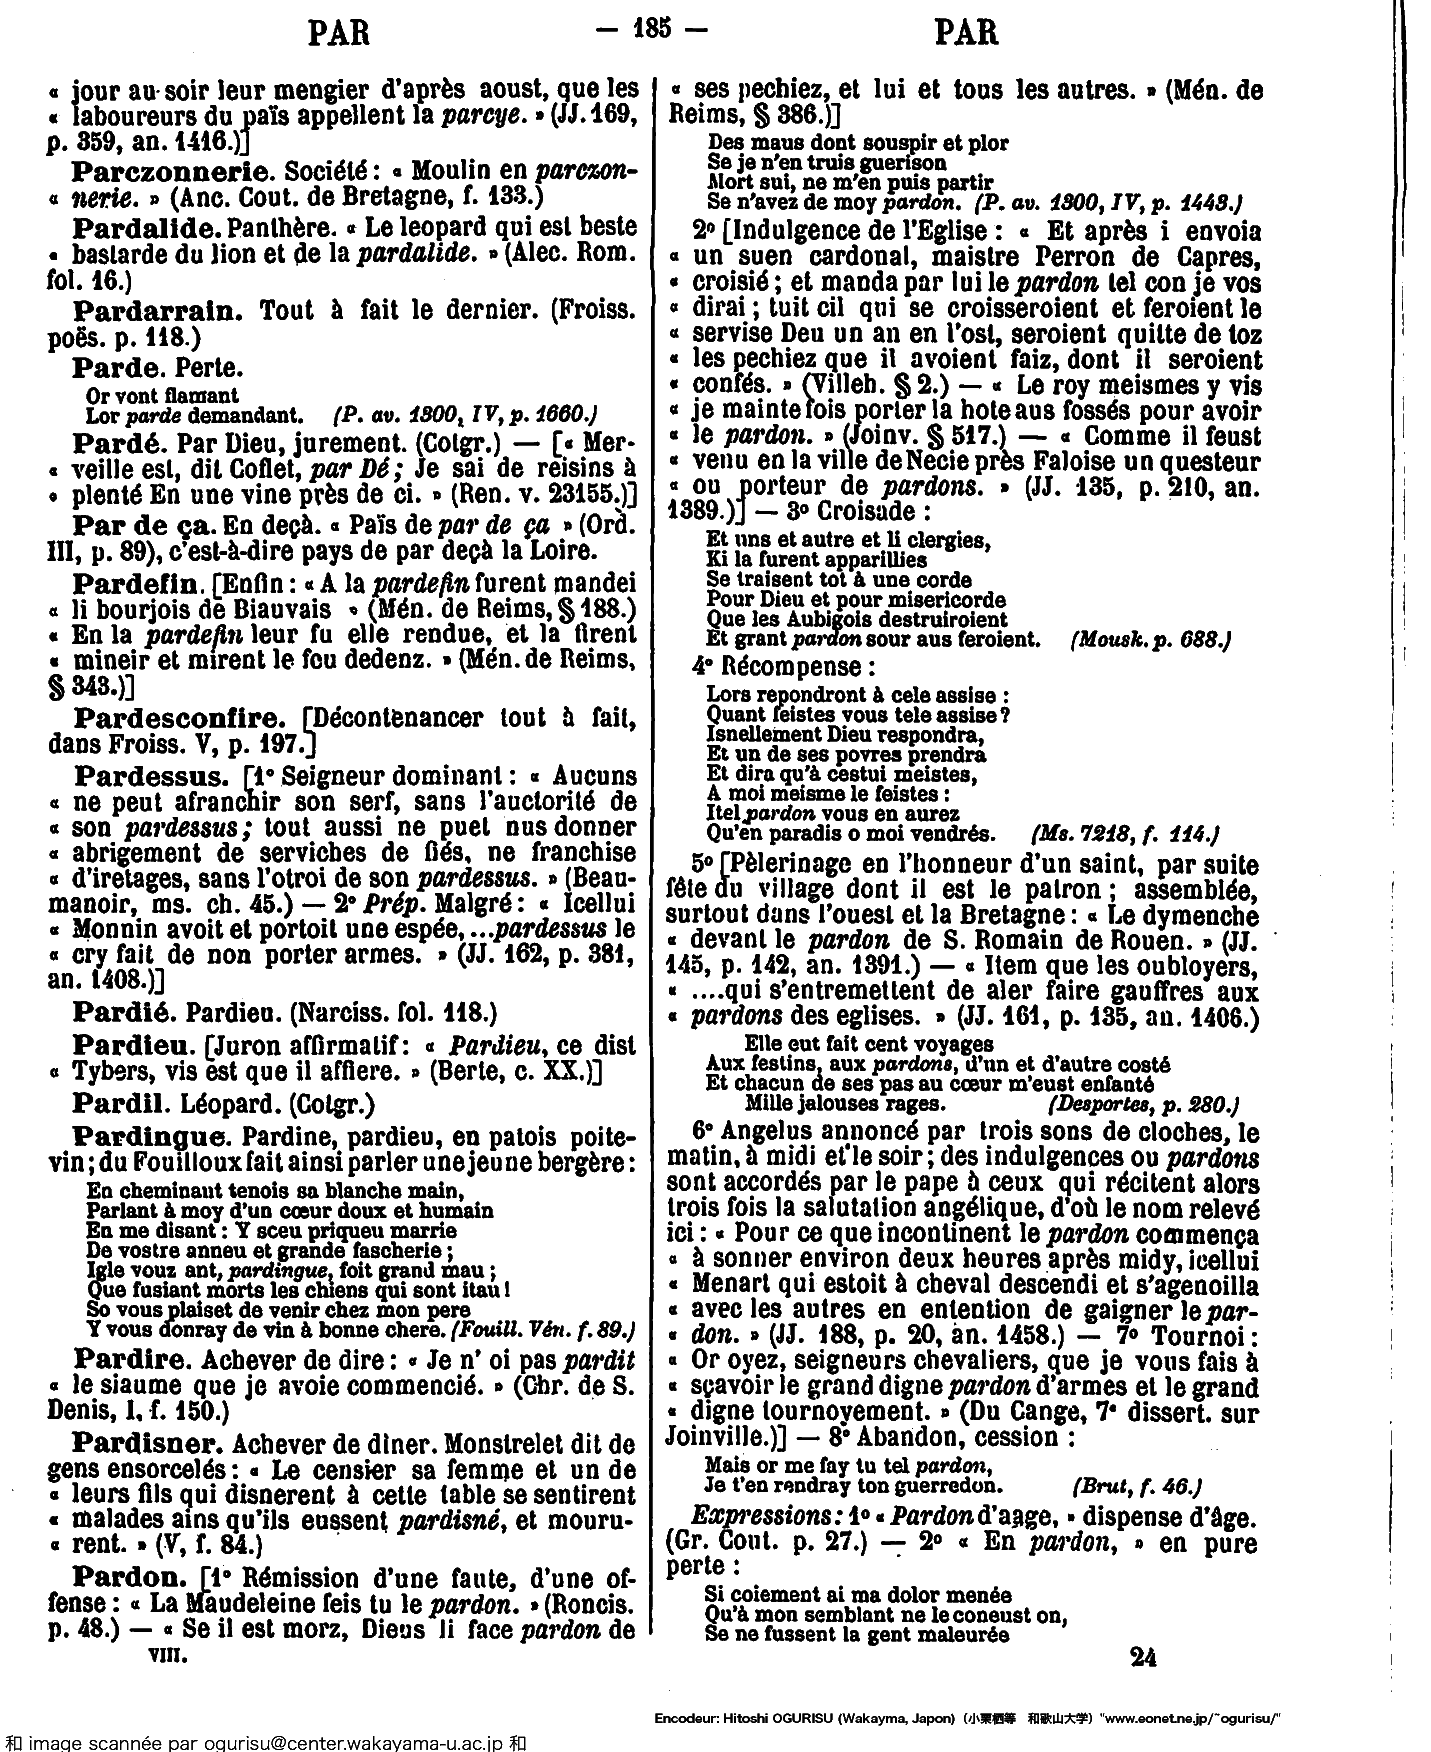 PAR — 185 — PAR
« jour au soir leur mengier d'après aoust, que les
« laboureurs du païs appellent la parcye. » (JJ. 169,
p. 359, an. 1416.)]
Parczonnerie. Société : « Moulin en parczon-
« nerie. » (Anc. Cout. de Bretagne, f. 133.)
Pardalide. Panthère. « Le leopard qui est beste
« bastarde du lion et de la pardalide. » (Alec. Rom.
fol. 16.)
Pardarrain. Tout à fait le dernier. (Froiss.
poës. p. 118.)
Parde. Perte.
Or vont flamant
Lor parde demandant. (P. av. 1300, IV, p. 1660.)
Pardé. Par Dieu, jurement. (Cotgr.) — [« Mer-
« veille est, dit Coflet, par Dé; Je sai de reisins à
« plenté En une vine près de ci. » (Ren. v. 23155.)]
Par de ça. En deçà. « Païs de par de ça » (Ord.
III, p. 89), c'est-à-dire pays de par deçà la Loire.
Pardefin. [Enfin : « A la pardefin furent mandei
« li bourjois de Biauvais » (Mén. de Reims, § 188.)
« En la pardefin leur fu elle rendue, et la firent
« mineir et mirent le fou dedenz. » (Mén. de Reims,
§ 343.)]
Pardesconfire. [Décontenancer tout à fait,
dans Froiss. V, p. 197.]
Pardessus. [1° Seigneur dominant : « Aucuns
« ne peut afranchir son serf, sans l'auctorité de
« son pardessus; tout aussi ne puet nus donner
« abrigement de serviches de fiés, ne franchise
« d'iretages, sans l'otroi de son pardessus. » (Beau-
manoir, ms. ch. 45.) — 2° Prép. Malgré : « Icellui
« Monnin avoit et portoit une espée, ...pardessus le
« cry fait de non porter armes. » (JJ. 162, p. 381,
an. 1408.)]
Pardié. Pardieu. (Narciss. fol. 118.)
Pardieu. [Juron affirmatif : « Pardieu, ce dist
« Tybers, vis est que il affiere. » (Berte, c. XX.)]
Pardil. Léopard. (Cotgr.)
Pardingue. Pardine, pardieu, en patois poite-
vin; du Fouilloux fait ainsi parler une jeune bergère :
En cheminant tenois sa blanche main,
Parlant à moy d'un cœur doux et humain
En me disant : Y sceu priqueu marrie
De vostre anneu et grande fascherie ;
Igle vouz ant, pardingue, foit grand mau ;
Que fusiant morts les chiens qui sont itau !
So vous plaiset de venir chez mon pere
Y vous donray de vin à bonne chere. (Fouill. Vén. f. 89.)
Pardire. Achever de dire : « Je n' oi pas pardit
« le siaume que je avoie commencié. » (Chr. de S.
Denis, I, f. 150.)
Pardisner. Achever de dîner. Monstrelet dit de
gens ensorcelés : « Le censier sa femme et un de
« leurs fils qui disnerent à cette table se sentirent
« malades ains qu'ils eussent pardisné, et mouru-
« rent. » (V, f. 84.)
Pardon. [1° Rémission d'une faute, d'une of-
fense : « La Maudeleine feis tu le pardon. » (Roncis.
p. 48.) — « Se il est morz, Dieus li face pardon de
VIII.
« ses pechiez, et lui et tous les autres. » (Mén. de
Reims, § 386.)]
Des maus dont souspir et plor
Se je n'en truis guerison
Mort sui, ne m'en puis partir
Se n'avez de moy pardon. (P. av. 1300, IV, p. 1443.)
2° [Indulgence de l'Eglise : « Et après i envoia
« un suen cardonal, maistre Perron de Capres,
« croisié ; et manda par lui le pardon tel con je vos
« dirai ; tuit cil qui se croisseroient et feroient le
« servise Deu un an en l'ost, seroient quitte de toz
« les pechiez que il avoient faiz, dont il seroient
« confés. » (Villeh. § 2.) — « Le roy meismes y vis
« je mainte fois porter la hote aus fossés pour avoir
« le pardon. » (Joinv. § 517.) — « Comme il feust
« venu en la ville de Necie près Faloise un questeur
« ou porteur de pardons. » (JJ. 135, p. 210, an.
1389.)] — 3° Croisade :
Et uns et autre et li clergies,
Ki la furent apparillies
Se traisent tot à une corde
Pour Dieu et pour misericorde
Que les Aubigois destruiroient
Et grant pardon sour aus feroient. (Mousk. p. 688.)
4° Récompense :
Lors repondront à cele assise :
Quant feistes vous tele assise ?
Isnellement Dieu respondra,
Et un de ses povres prendra
Et dira qu'à cestui meistes,
A moi meisme le feistes :
Itel pardon vous en aurez
Qu'en paradis o moi vendrés. (Ms. 7218, f. 114.)
5° [Pèlerinage en l'honneur d'un saint, par suite
fête du village dont il est le patron ; assemblée,
surtout dans l'ouest et la Bretagne : « Le dymenche
« devant le pardon de S. Romain de Rouen. » (JJ.
145, p. 142, an. 1391.) — « Item que les oubloyers,
« ....qui s'entremettent de aler faire gauffres aux
« pardons des eglises. » (JJ. 161, p. 135, an. 1406.)
Elle eut fait cent voyages
Aux festins, aux pardons, d'un et d'autre costé
Et chacun de ses pas au cœur m'eust enfanté
Mille jalouses rages. (Desportes, p. 280.)
6° Angelus annoncé par trois sons de cloches, le
matin, à midi et le soir ; des indulgences ou pardons
sont accordés par le pape à ceux qui récitent alors
trois fois la salutation angélique, d'où le nom relevé
ici : « Pour ce que incontinent le pardon commença
« à sonner environ deux heures après midy, icellui
« Menart qui estoit à cheval descendi et s'agenoilla
« avec les autres en entention de gaigner le par-
« don. » (JJ. 188, p. 20, an. 1458.) — 7° Tournoi :
« Or oyez, seigneurs chevaliers, que je vous fais à
« sçavoir le grand digne pardon d'armes et le grand
« digne tournoyement. » (Du Cange, 7e dissert. sur
Joinville.)] — 8° Abandon, cession :
Mais or me fay tu tel pardon,
Je t'en rendray ton guerredon. (Brut, f. 46.)
Expressions : 1° « Pardon d'aage, » dispense d'âge.
(Gr. Cout. p. 27.) — 2° « En pardon, » en pure
perte :
Si coiement ai ma dolor menée
Qu'à mon semblant ne le coneust on,
Se ne fussent la gent maleurée
24
Encodeur: Hitoshi OGURISU (Wakayma, Japon) (小栗栖等 和歌山大学) "www.eonet.ne.jp/~ogurisu/"
和 image scannée par ogurisu@center.wakayama-u.ac.jp 和